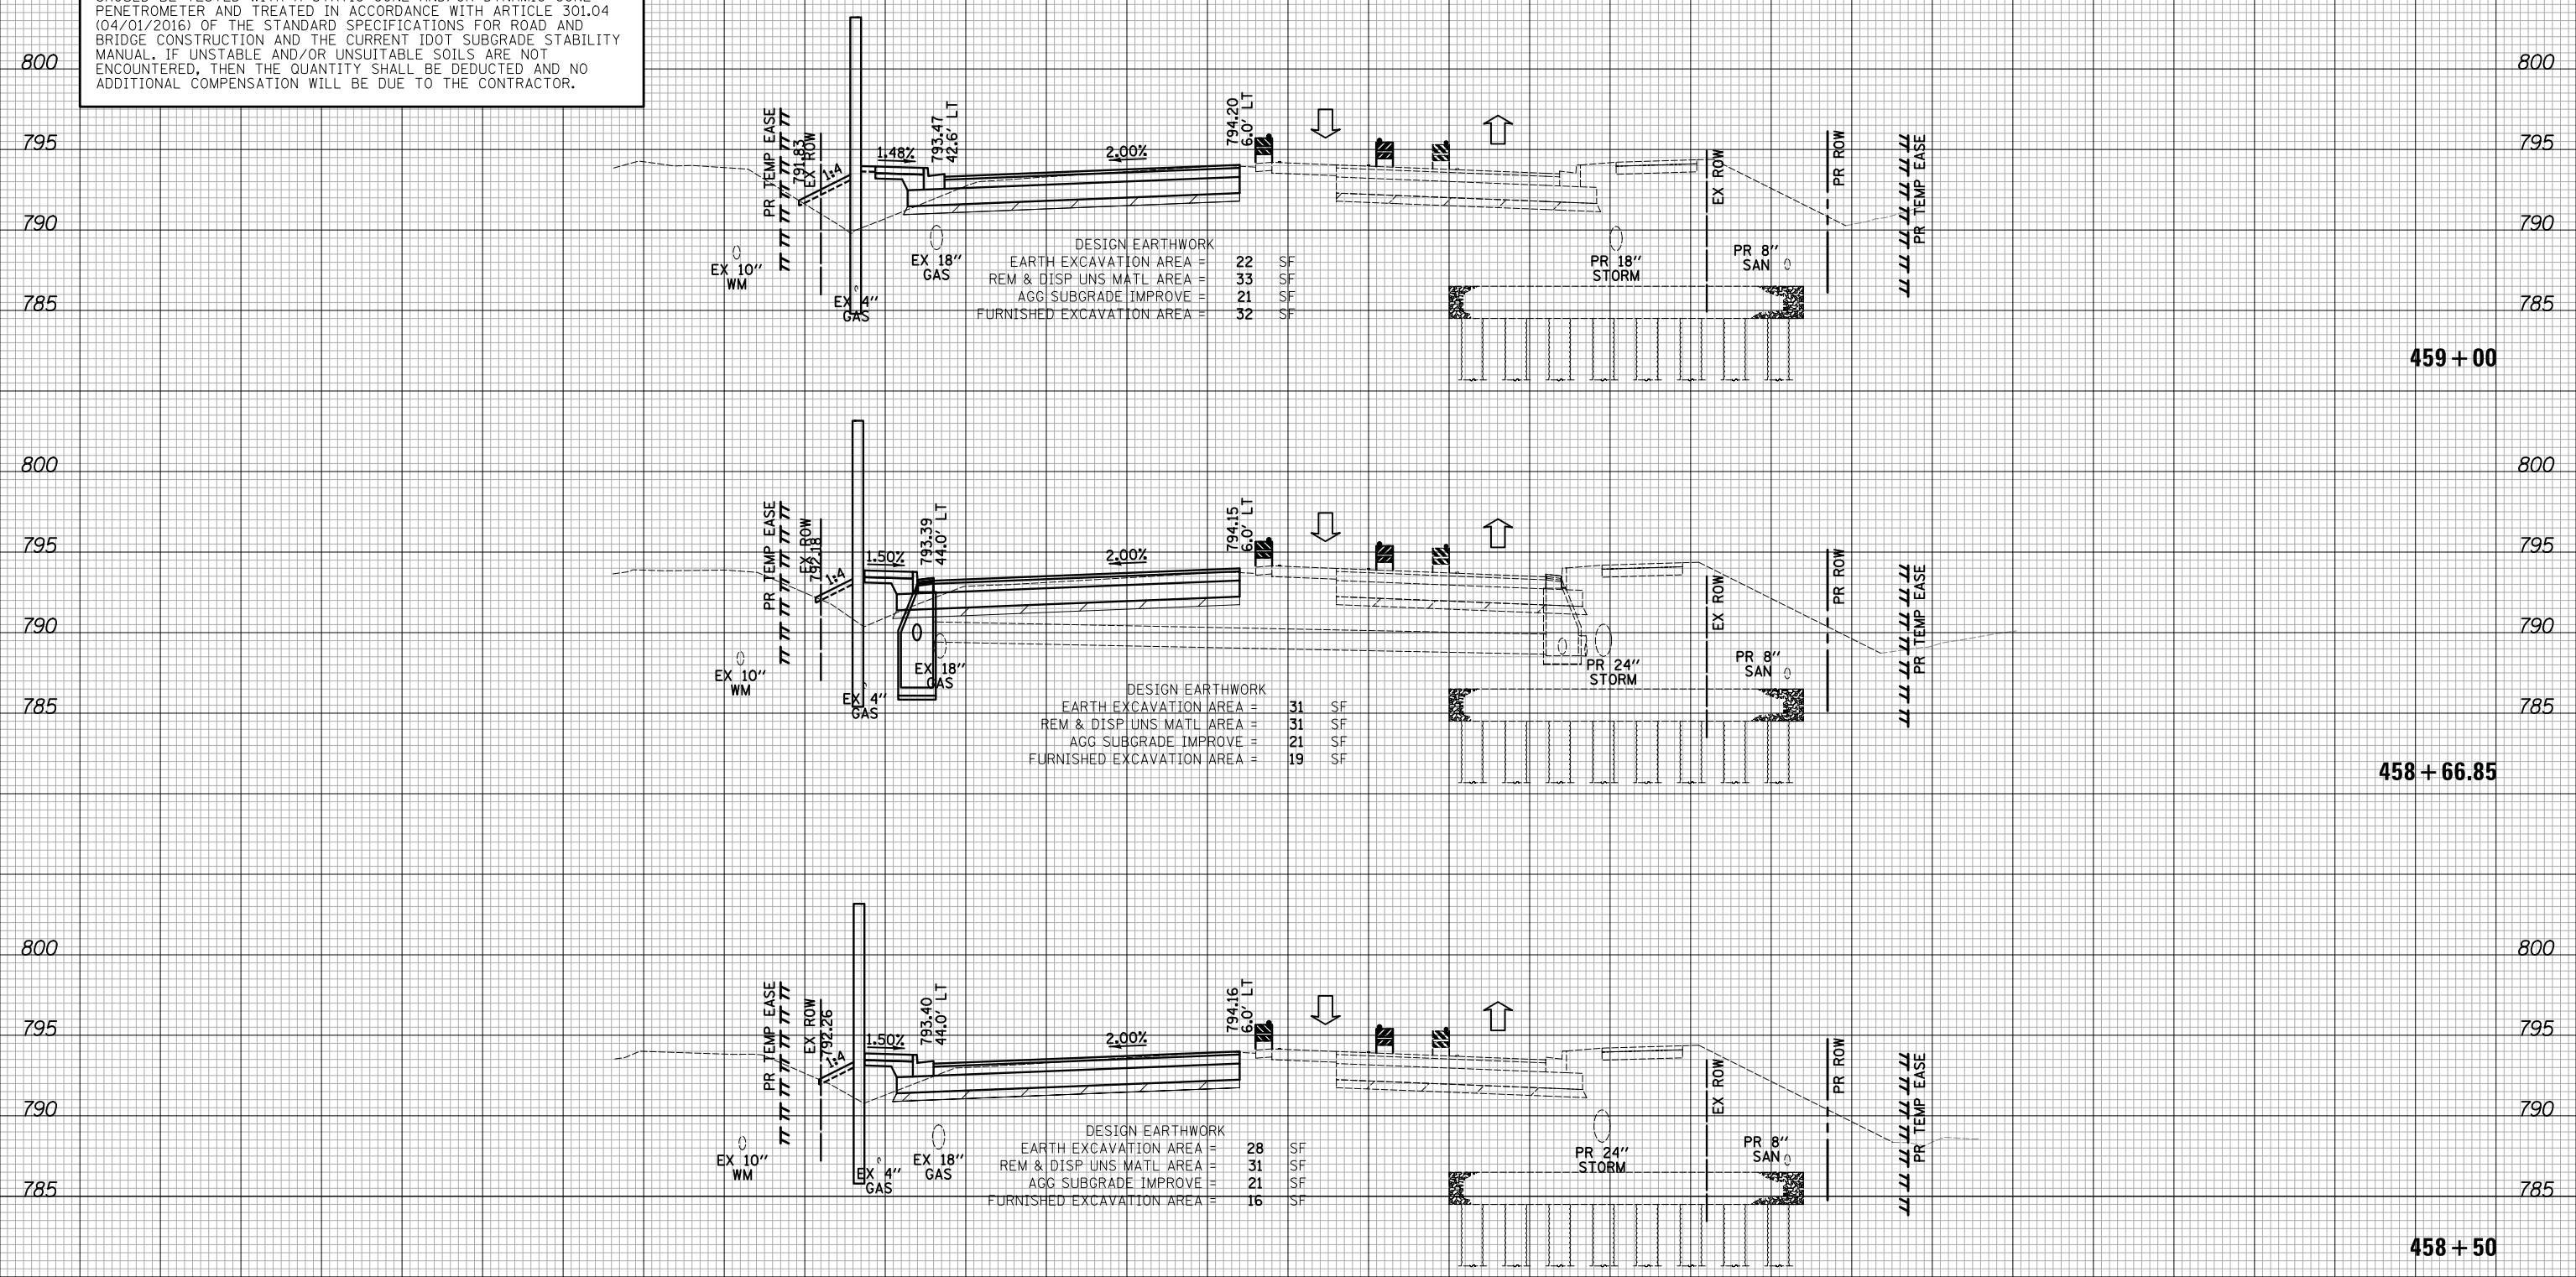 PENETROMETER AND TREATED IN ACCORDANCE WITH ARTICLE 301.04
(04/01/2016) OF THE STANDARD SPECIFICATIONS FOR ROAD AND
BRIDGE CONSTRUCTION AND THE CURRENT IDOT SUBGRADE STABILITY
MANUAL. IF UNSTABLE AND/OR UNSUITABLE SOILS ARE NOT
ENCOUNTERED, THEN THE QUANTITY SHALL BE DEDUCTED AND NO
ADDITIONAL COMPENSATION WILL BE DUE TO THE CONTRACTOR.
800
800
795
795
790
790
785
785
PR TEMP EASE
791.83
EX ROW
1:4
1.48%
793.47
42.6' LT
2.00%
794.20
6.0' LT
EX ROW
PR ROW
PR TEMP EASE
EX 10"
WM
EX 4"
GAS
EX 18"
GAS
DESIGN EARTHWORK
EARTH EXCAVATION AREA = 22 SF
REM & DISP UNS MATL AREA = 33 SF
AGG SUBGRADE IMPROVE = 21 SF
FURNISHED EXCAVATION AREA = 32 SF
PR 18"
STORM
PR 8"
SAN
459+00
800
800
795
795
790
790
785
785
PR TEMP EASE
EX ROW
792.18
1:4
1.50%
793.39
44.0' LT
2.00%
794.15
6.0' LT
EX ROW
PR ROW
PR TEMP EASE
EX 10"
WM
EX 4"
GAS
EX 18"
GAS
DESIGN EARTHWORK
EARTH EXCAVATION AREA = 31 SF
REM & DISP UNS MATL AREA = 31 SF
AGG SUBGRADE IMPROVE = 21 SF
FURNISHED EXCAVATION AREA = 19 SF
PR 24"
STORM
PR 8"
SAN
458+66.85
800
800
795
795
790
790
785
785
PR TEMP EASE
EX ROW
792.26
1:4
1.50%
793.40
44.0' LT
2.00%
794.16
6.0' LT
EX ROW
PR ROW
PR TEMP EASE
EX 10"
WM
EX 4"
GAS
EX 18"
GAS
DESIGN EARTHWORK
EARTH EXCAVATION AREA = 28 SF
REM & DISP UNS MATL AREA = 31 SF
AGG SUBGRADE IMPROVE = 21 SF
FURNISHED EXCAVATION AREA = 16 SF
PR 24"
STORM
PR 8"
SAN
458+50